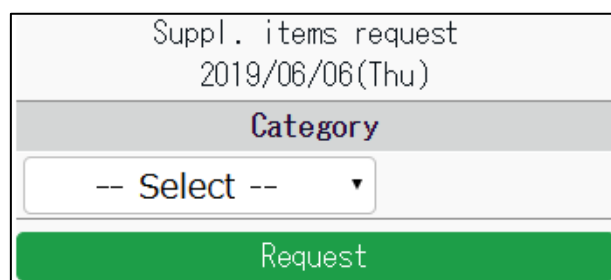 Suppl. items request
2019/06/06(Thu)
Category
-- Select --
Request